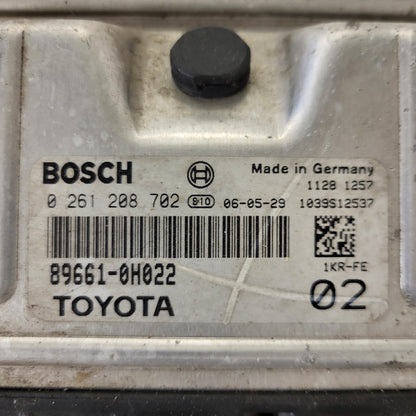 BOSCH Made in Germany
1128 1257
0 261 208 702 910 06-05-29 1039S12537
89661-0H022 1KR-FE
TOYOTA 02